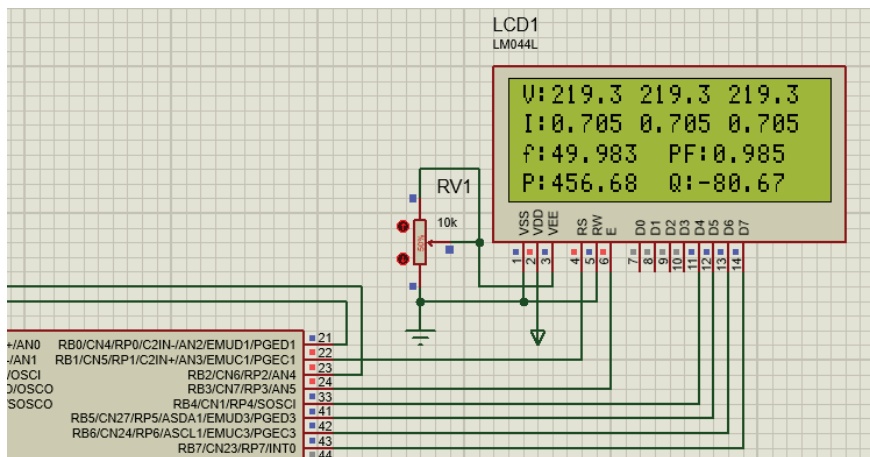 LCD1
LM044L
V:219.3 219.3 219.3
I:0.705 0.705 0.705
f:49.983 PF:0.985
P:456.68 Q:-80.67
RV1
10k
50%
VSS
VDD
VEE
RS
RW
E
D0
D1
D2
D3
D4
D5
D6
D7
1
2
3
4
5
6
7
8
9
10
11
12
13
14
+/AN0 RB0/CN4/RP0/C2IN-/AN2/EMUD1/PGED1 21
-/AN1 RB1/CN5/RP1/C2IN+/AN3/EMUC1/PGEC1 22
/OSCI RB2/CN6/RP2/AN4 23
O/OSCO RB3/CN7/RP3/AN5 24
/SOSCO RB4/CN1/RP4/SOSCI 33
RB5/CN27/RP5/ASDA1/EMUD3/PGED3 41
RB6/CN24/RP6/ASCL1/EMUC3/PGEC3 42
RB7/CN23/RP7/INT0 43
44